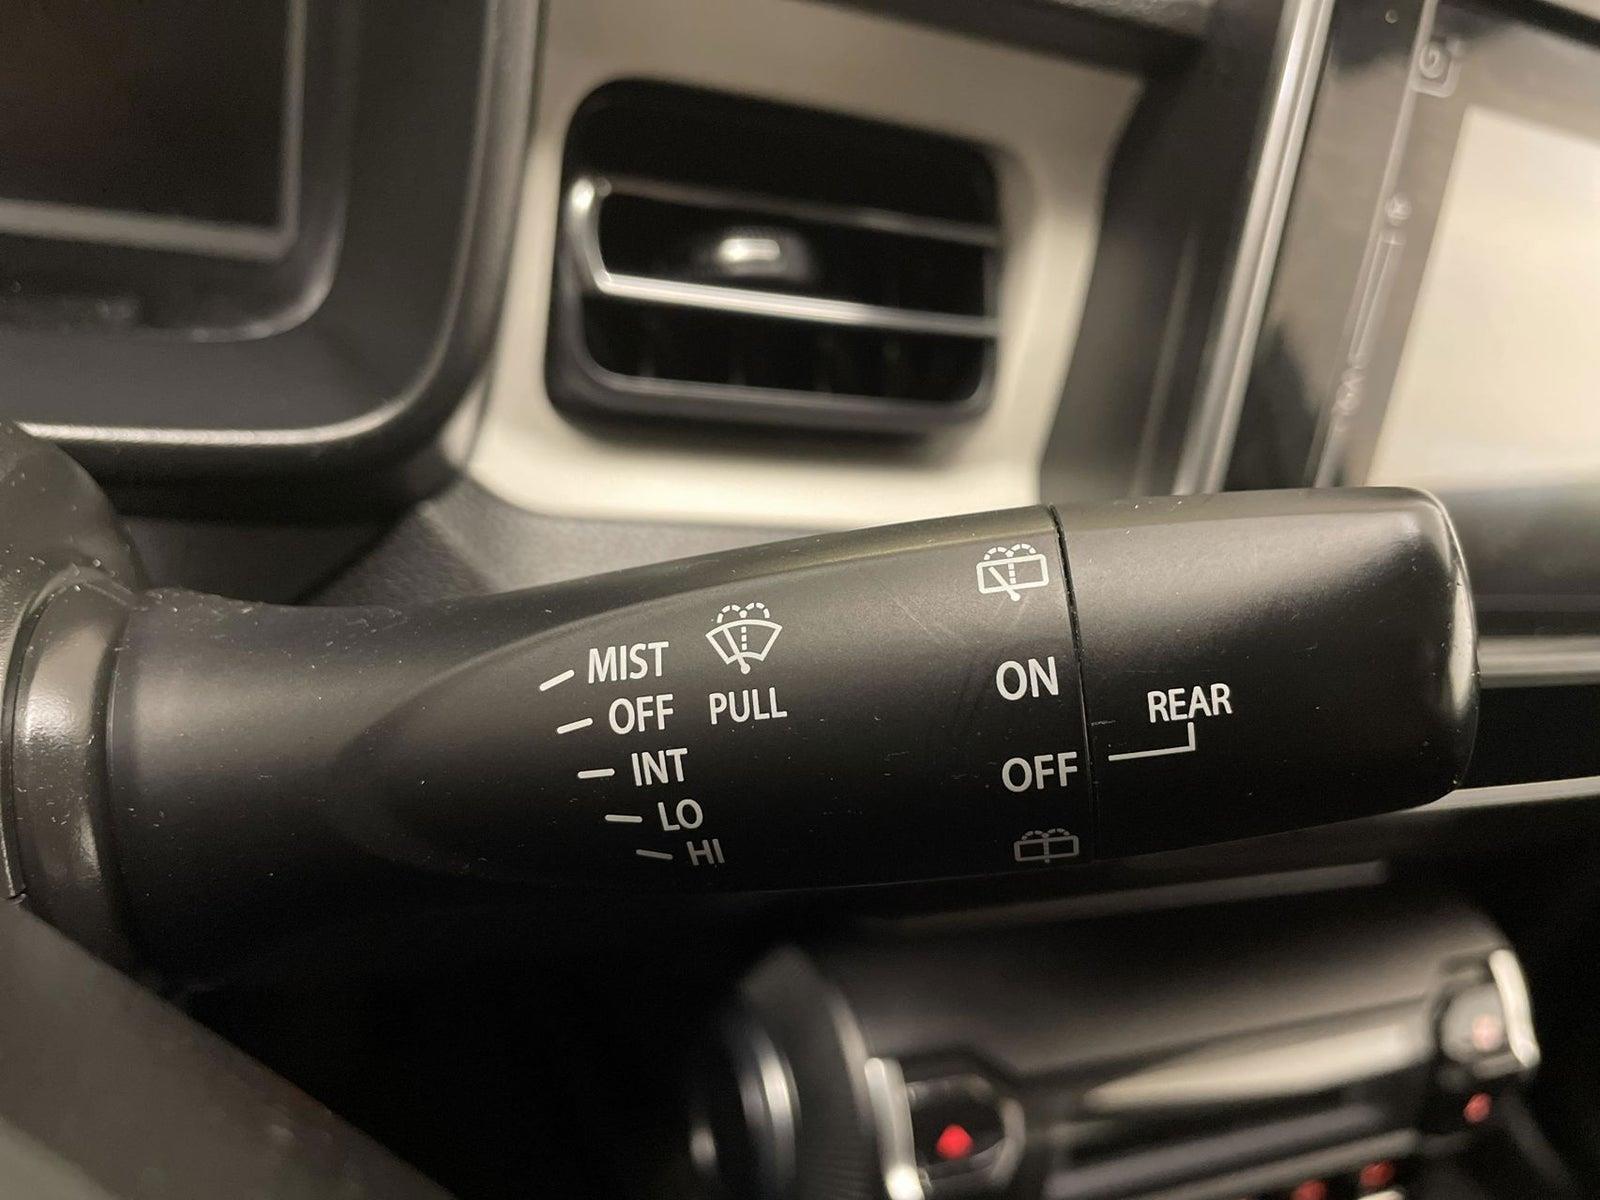 MIST
OFF PULL
INT
LO
HI
ON
OFF
REAR